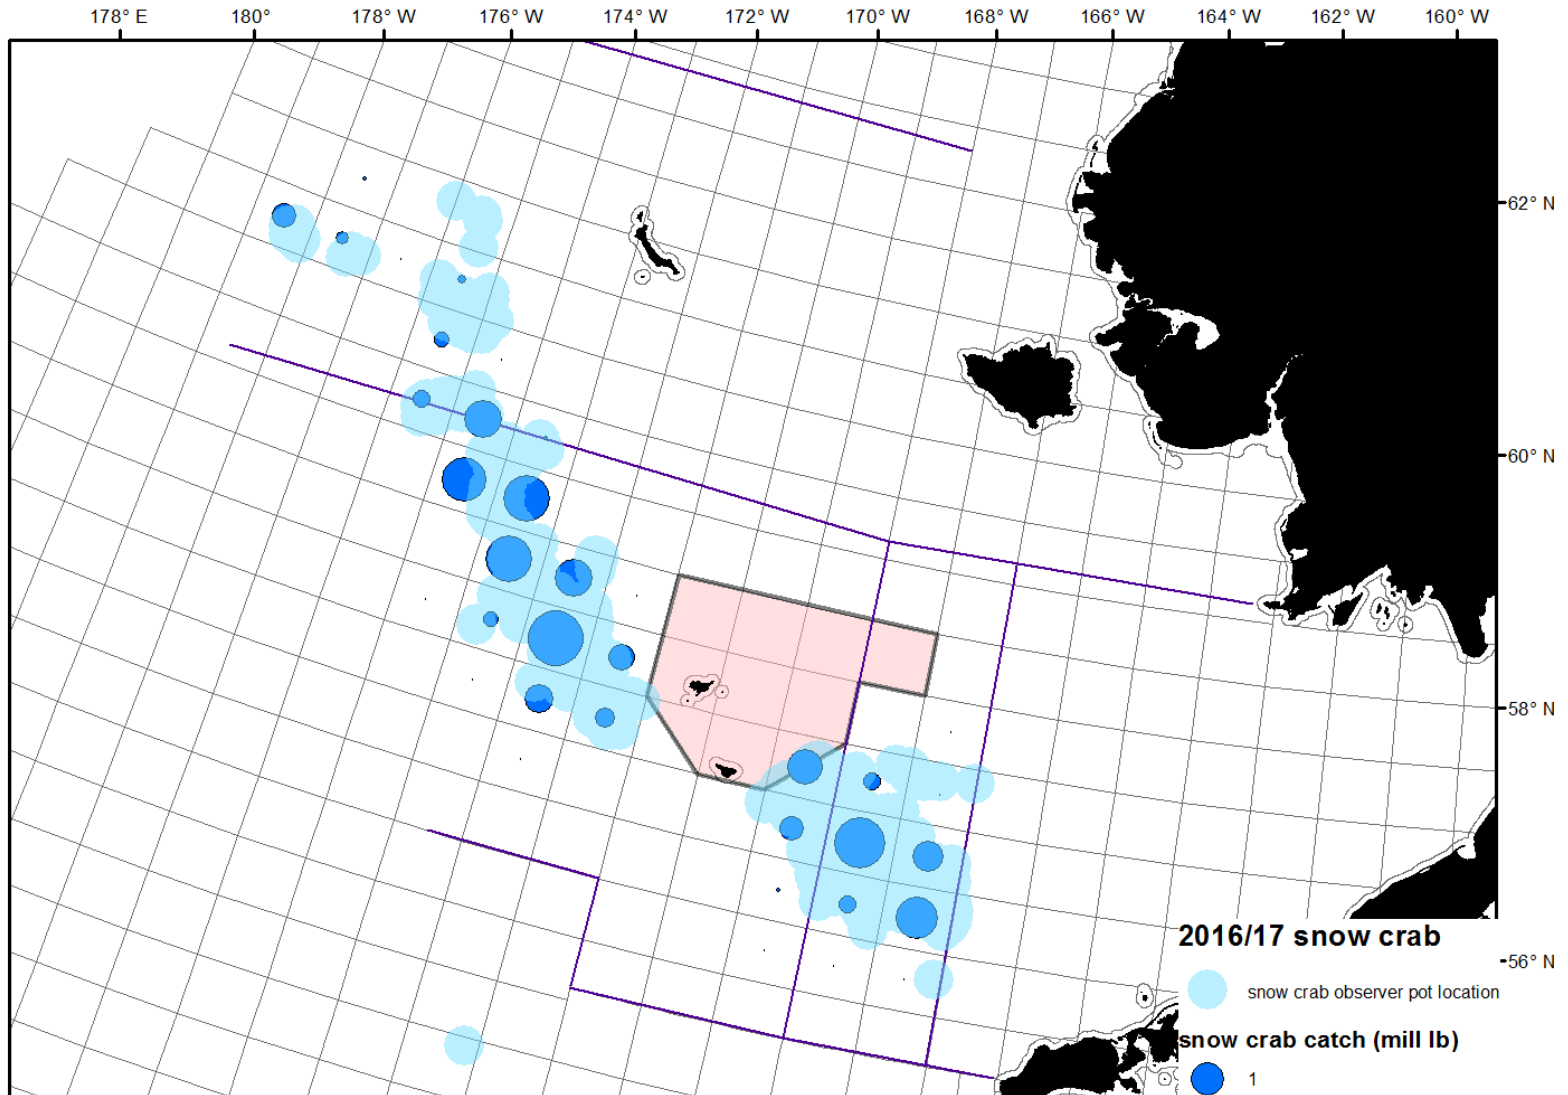 178° E 180° 178° W 176° W 174° W 172° W 170° W 168° W 166° W 164° W 162° W 160° W
62° N
60° N
58° N
56° N
2016/17 snow crab
snow crab observer pot location
snow crab catch (mill lb)
1